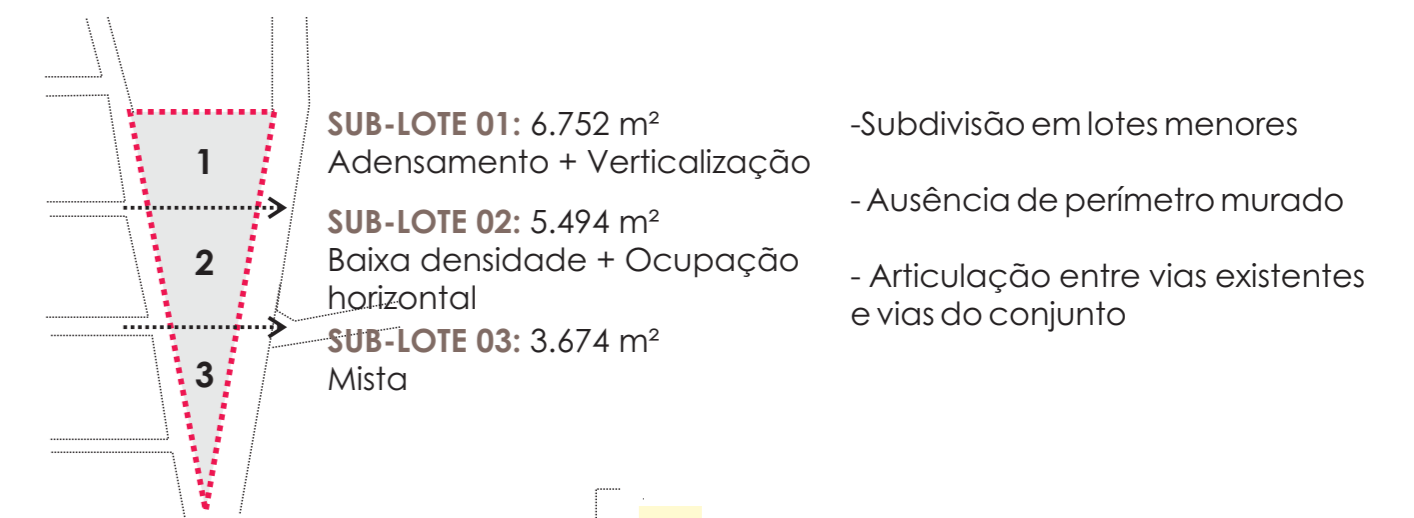 1
2
3
SUB-LOTE 01: 6.752 m²
Adensamento + Verticalização
SUB-LOTE 02: 5.494 m²
Baixa densidade + Ocupação
horizontal
SUB-LOTE 03: 3.674 m²
Mista
-Subdivisão em lotes menores
- Ausência de perímetro murado
- Articulação entre vias existentes
e vias do conjunto